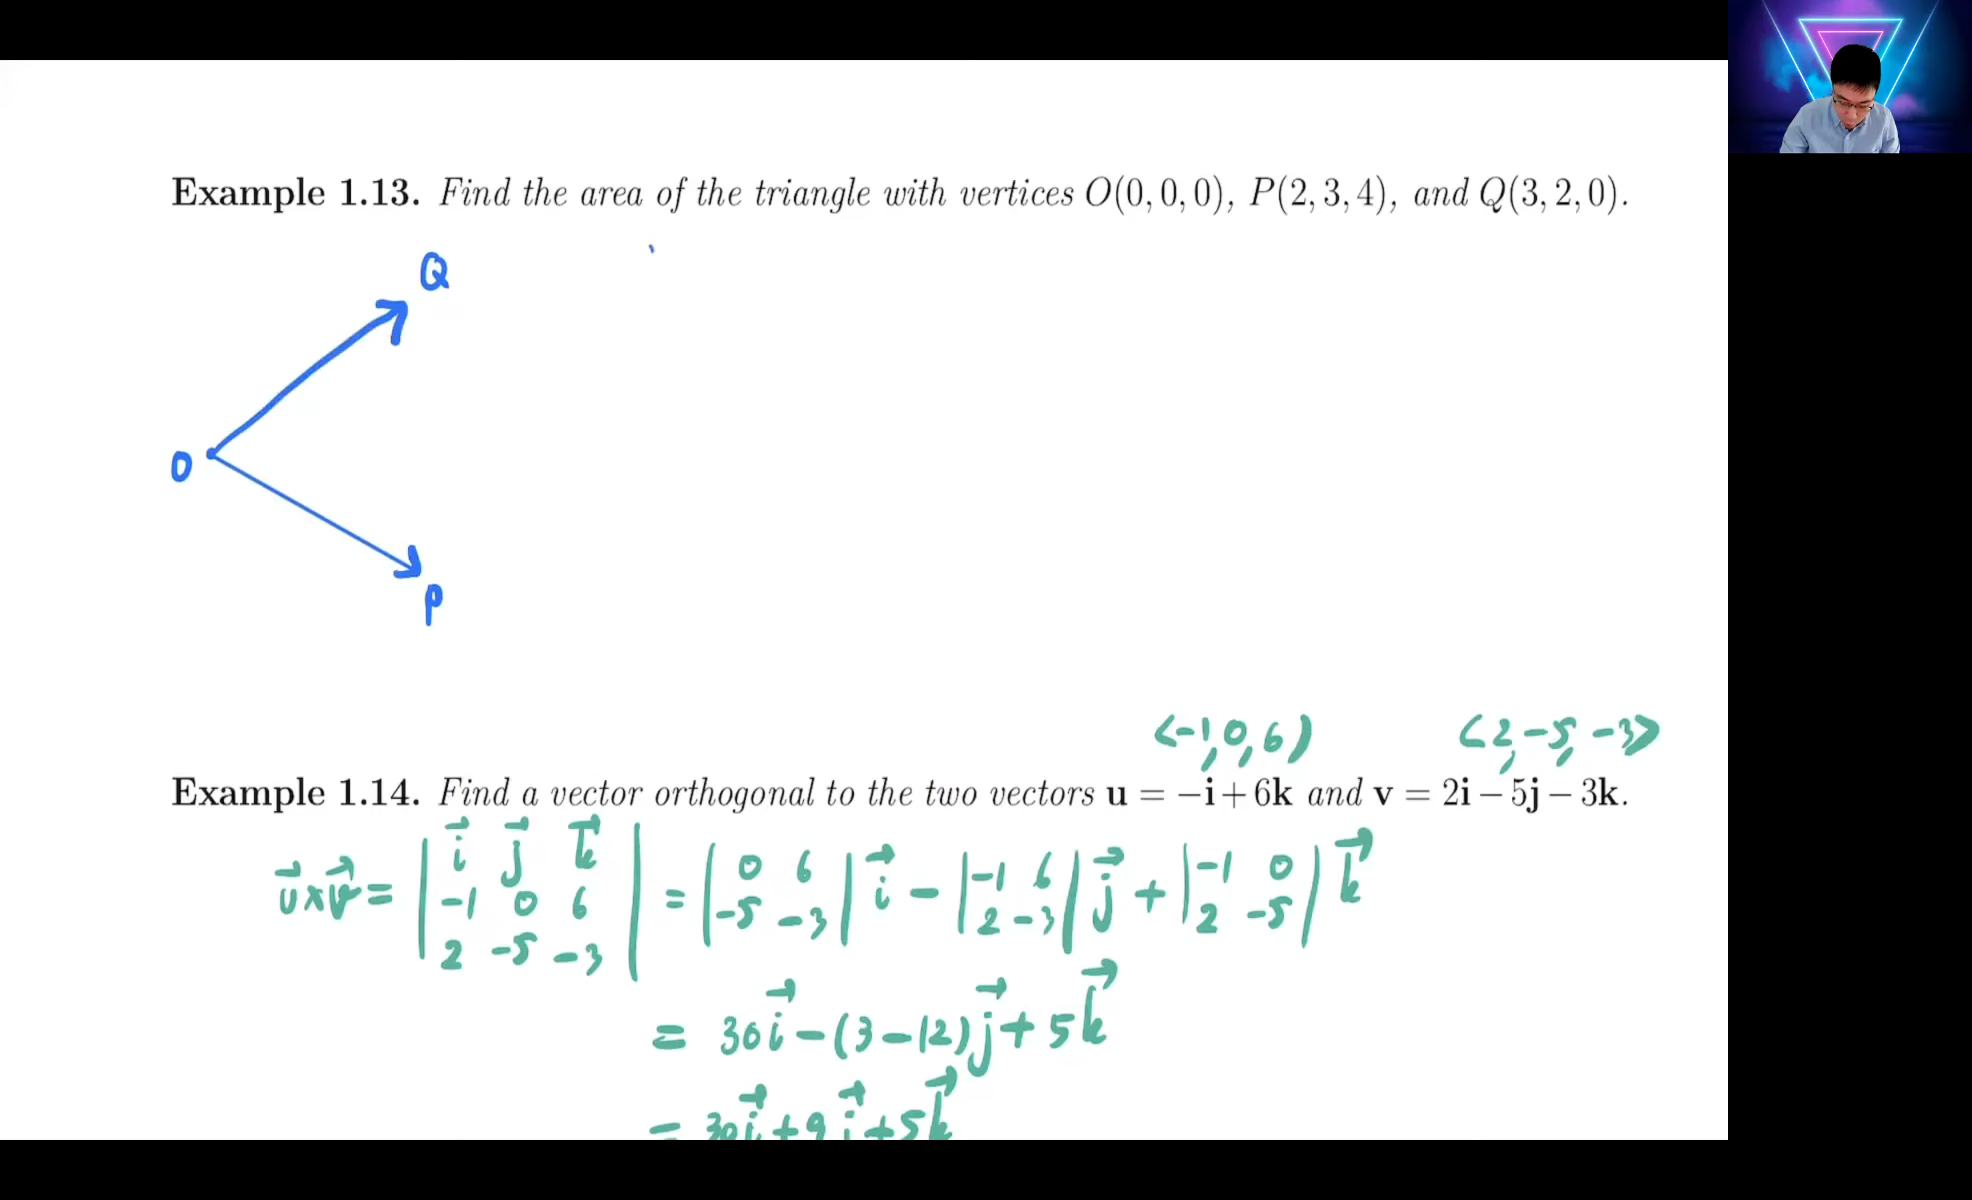 Example 1.13. Find the area of the triangle with vertices O(0, 0, 0), P(2, 3, 4), and Q(3, 2, 0).
Q
O
P
<-1, 0, 6) (2, -5, -3>
Example 1.14. Find a vector orthogonal to the two vectors u = −i + 6k and v = 2i − 5j − 3k.
u⃗ × v⃗ = | i⃗ j⃗ k⃗ | = | 0 6 | i⃗ − | -1 6 | j⃗ + | -1 0 | k⃗
-1 0 6 -5 -3 2 -3 2 -5
2 -5 -3
= 30i⃗ − (3 − 12)j⃗ + 5k⃗
= 30i⃗ + 9j⃗ + 5k⃗